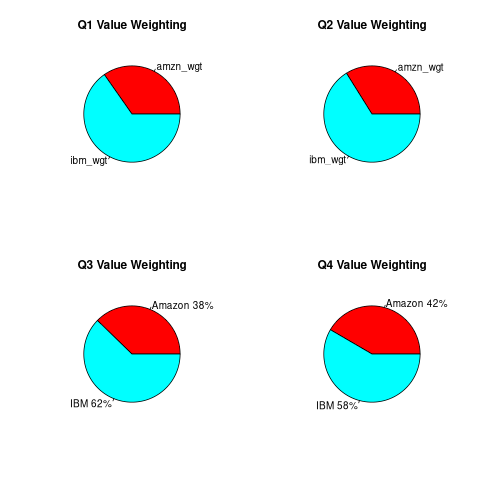 Q1 Value Weighting
Q2 Value Weighting
amzn_wgt
amzn_wgt
ibm_wgt
ibm_wgt
Q3 Value Weighting
Q4 Value Weighting
Amazon 38%
Amazon 42%
IBM 62%
IBM 58%